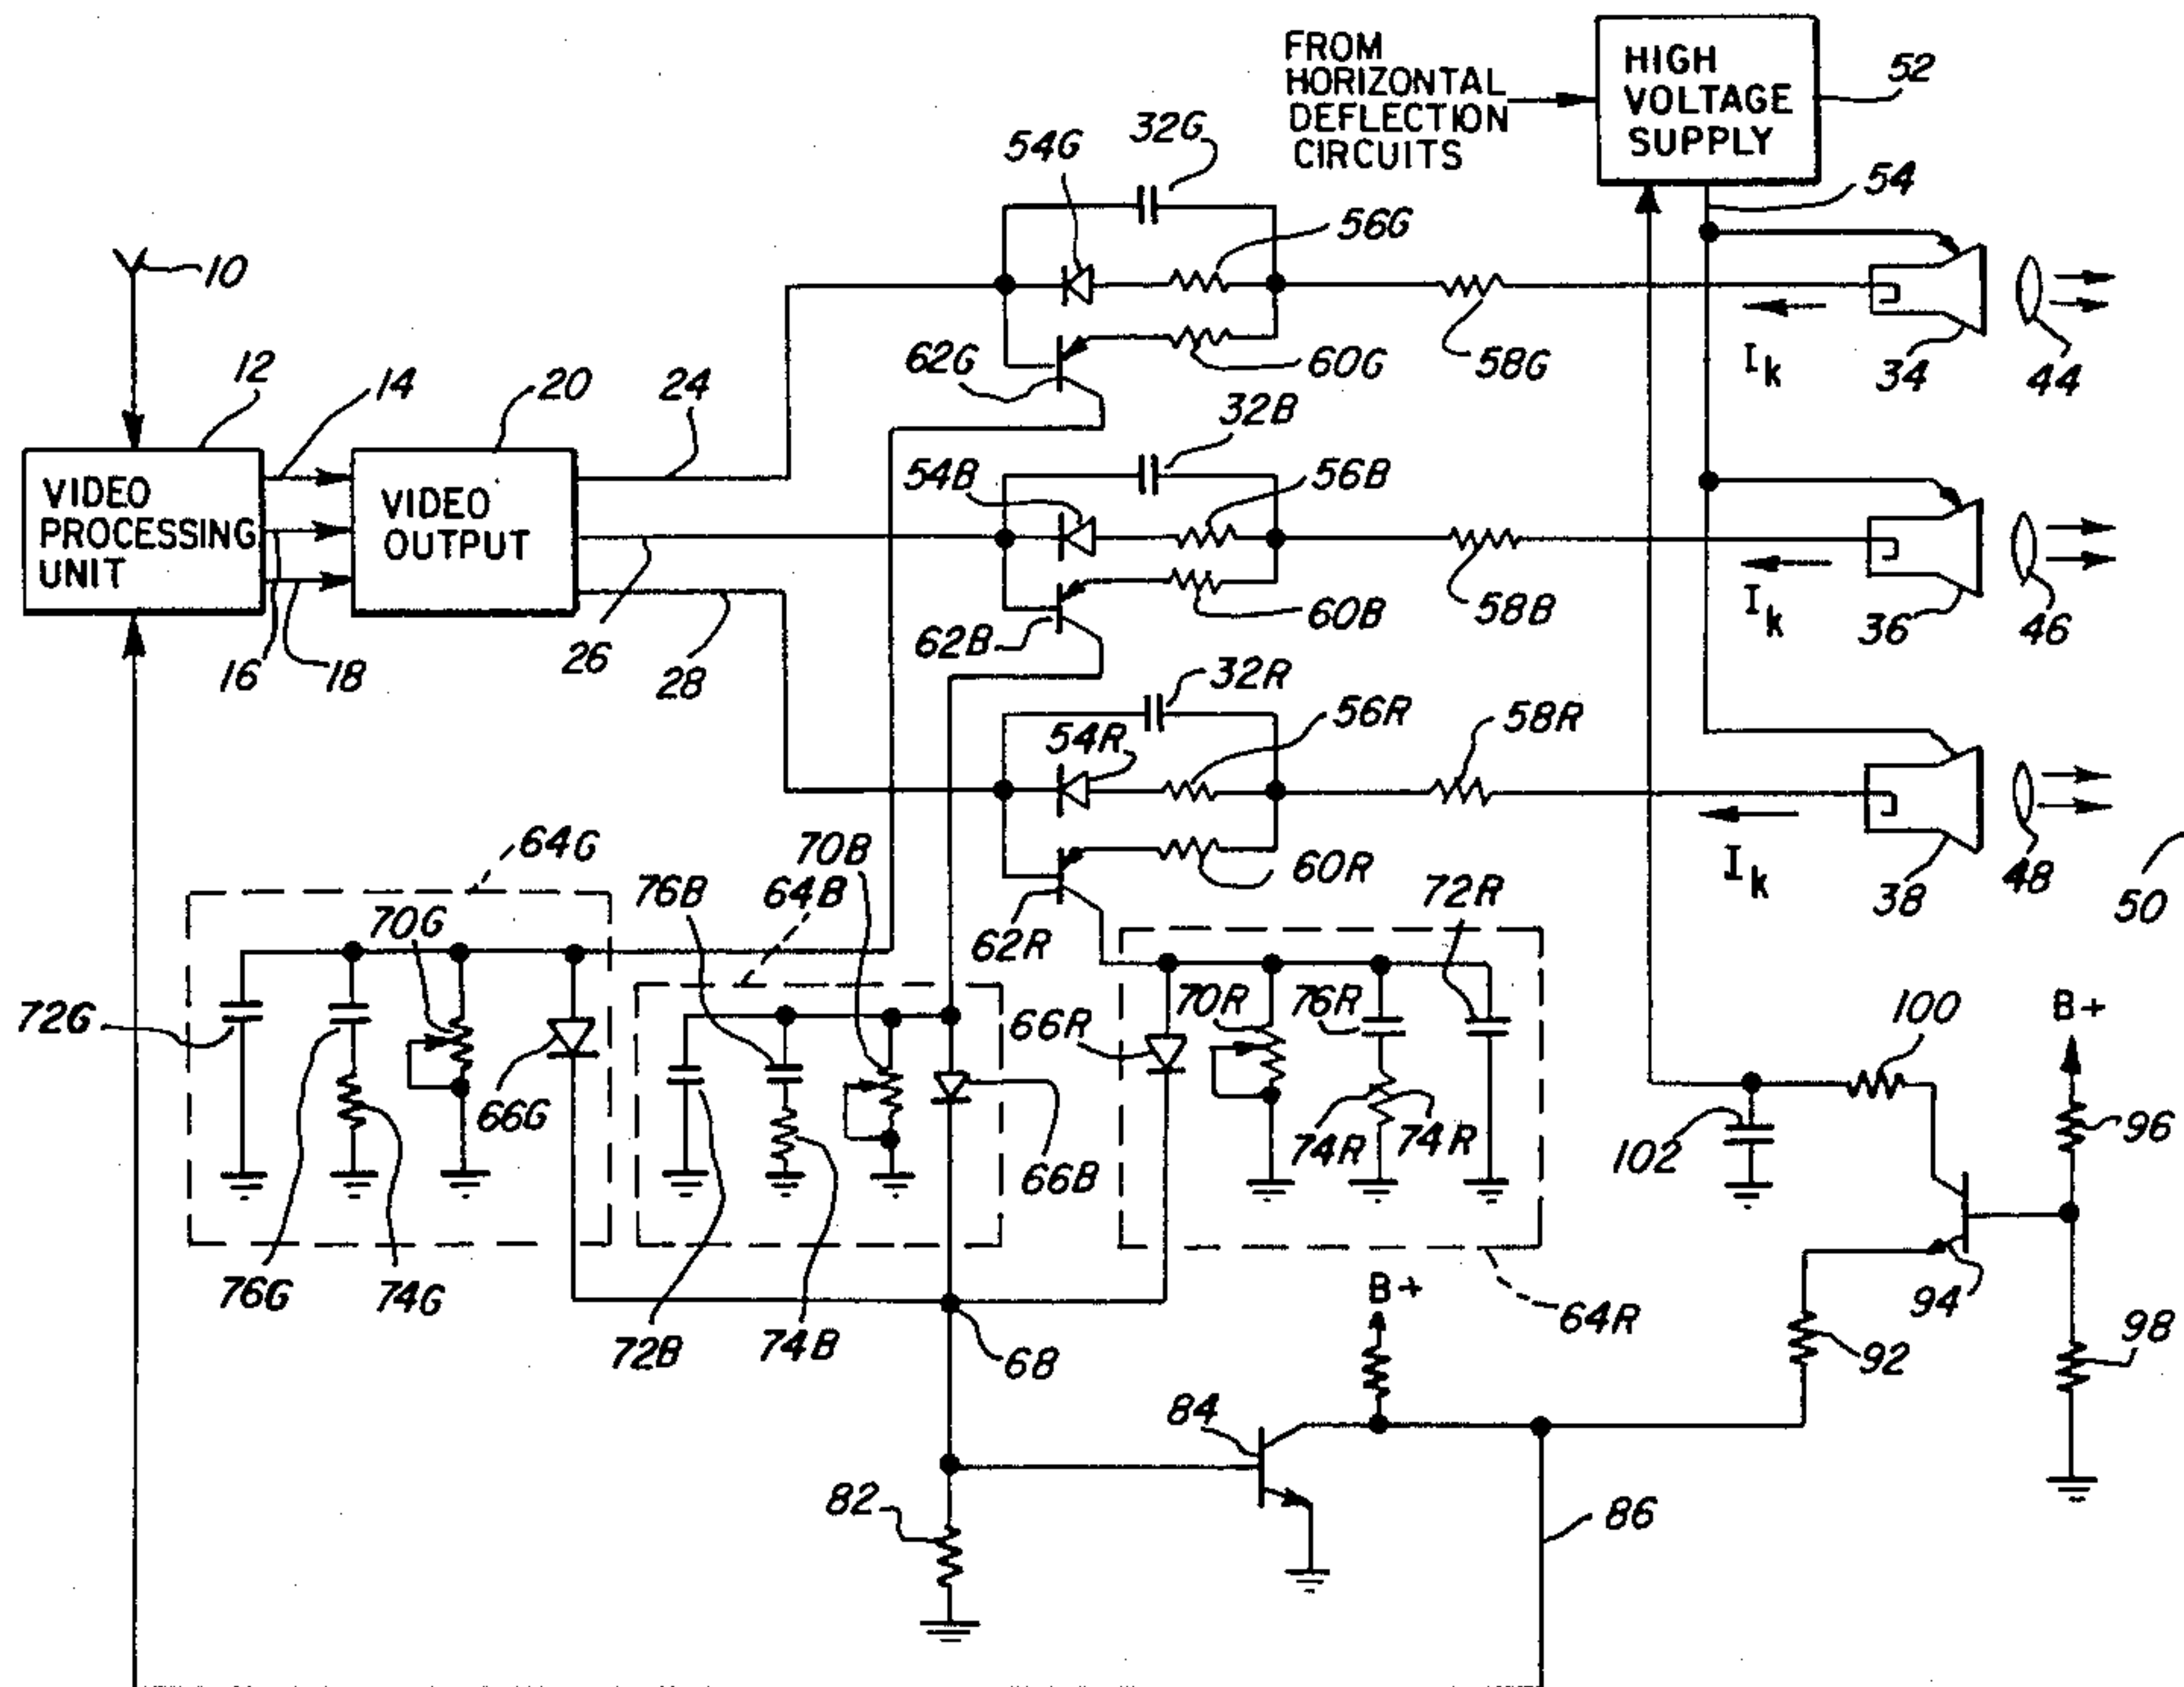 FROM
HORIZONTAL
DEFLECTION
CIRCUITS
HIGH
VOLTAGE
SUPPLY
52
54
32G
54G
56G
10
62G
60G
58G
Ik
34
44
12
14
20
24
32B
54B
56B
VIDEO
PROCESSING
UNIT
VIDEO
OUTPUT
16
18
26
28
62B
60B
58B
Ik
36
46
32R
54R
56R
58R
62R
60R
Ik
38
48
50
64G
70G
76B
64B
70B
72R
72G
66G
66R
70R
76R
74R
74R
66B
76G
74G
72B
74B
68
64R
100
B+
102
96
94
98
92
B+
84
82
86